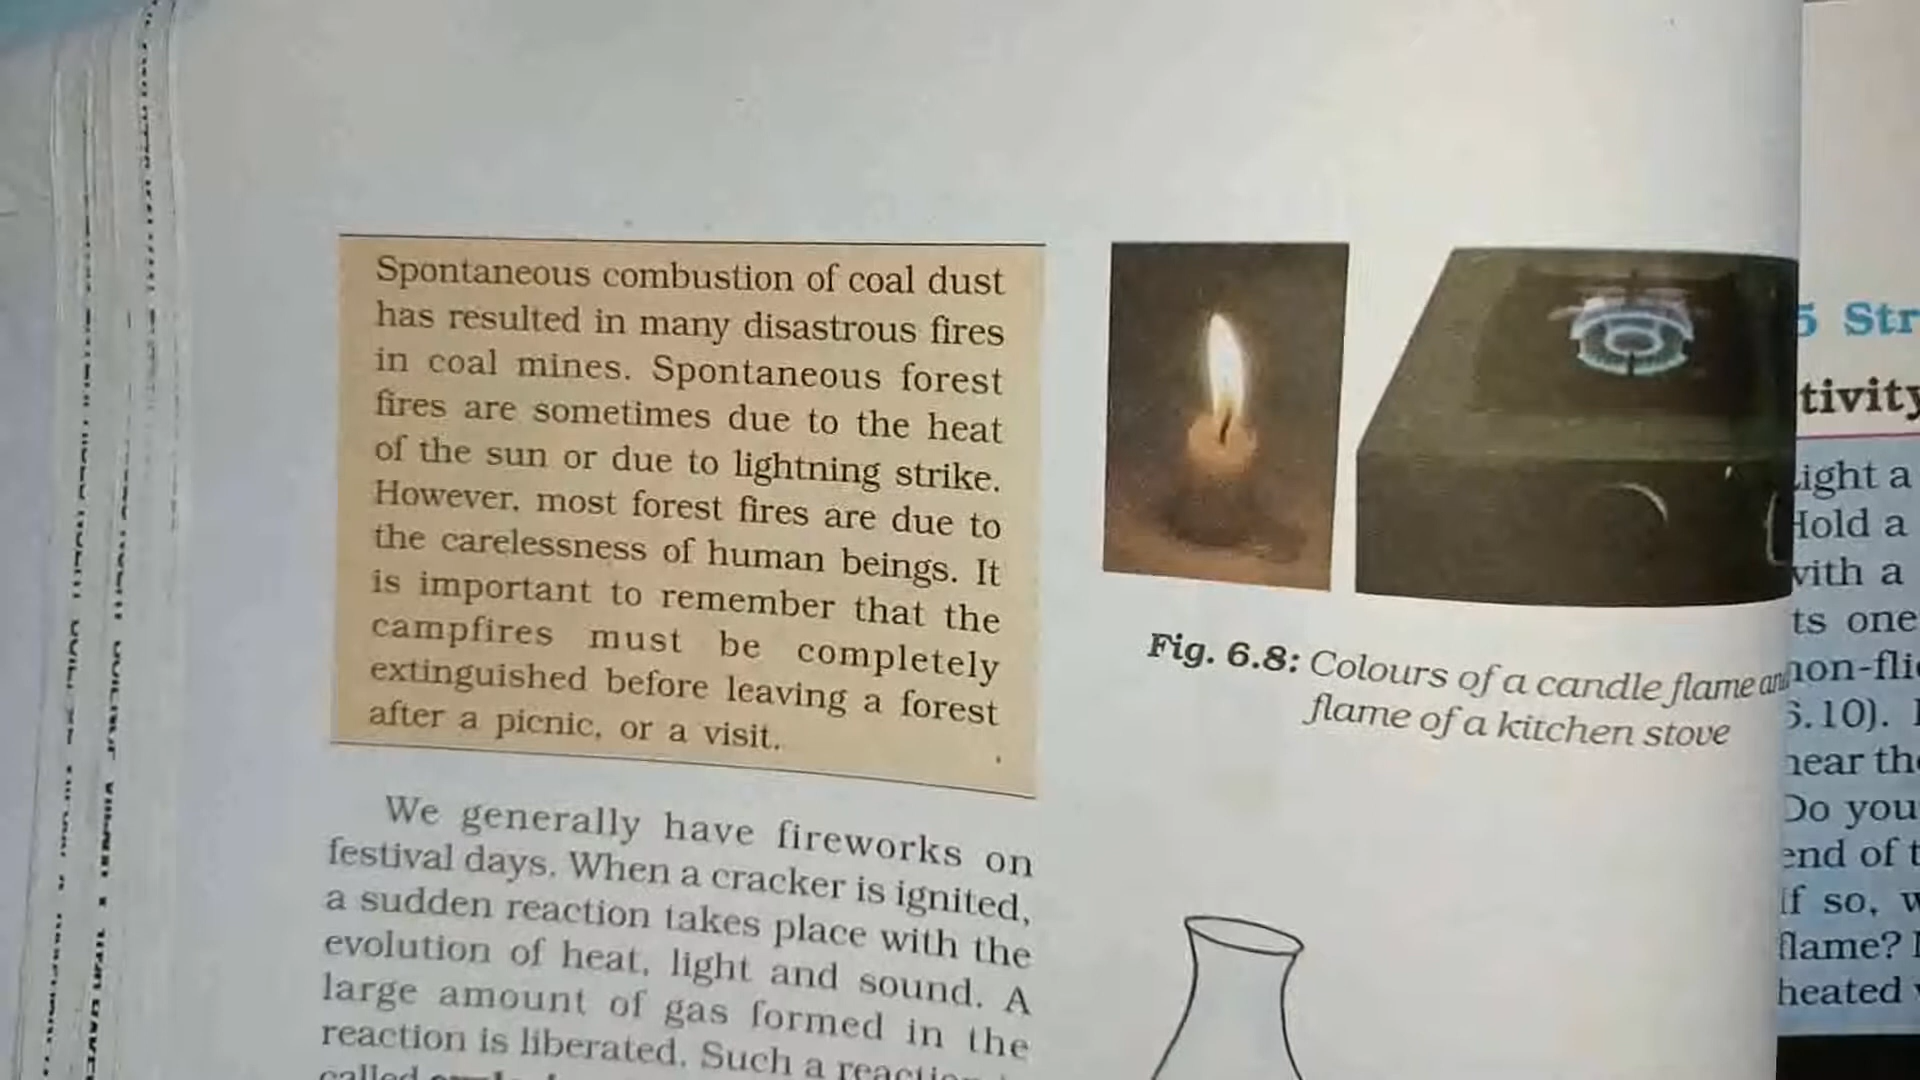 Spontaneous combustion of coal dust
has resulted in many disastrous fires
in coal mines. Spontaneous forest
fires are sometimes due to the heat
of the sun or due to lightning strike.
However, most forest fires are due to
the carelessness of human beings. It
is important to remember that the
campfires must be completely
extinguished before leaving a forest
after a picnic, or a visit.
We generally have fireworks on
festival days. When a cracker is ignited,
a sudden reaction takes place with the
evolution of heat, light and sound. A
large amount of gas formed in the
reaction is liberated. Such a
called
Fig. 6.8: Colours of a candle flame and
flame of a kitchen stove
5 Str
tivity
ight a
Hold a
with a
ts one
non-fli
6.10).
near th
Do you
end of t
If so, w
flame?
heated